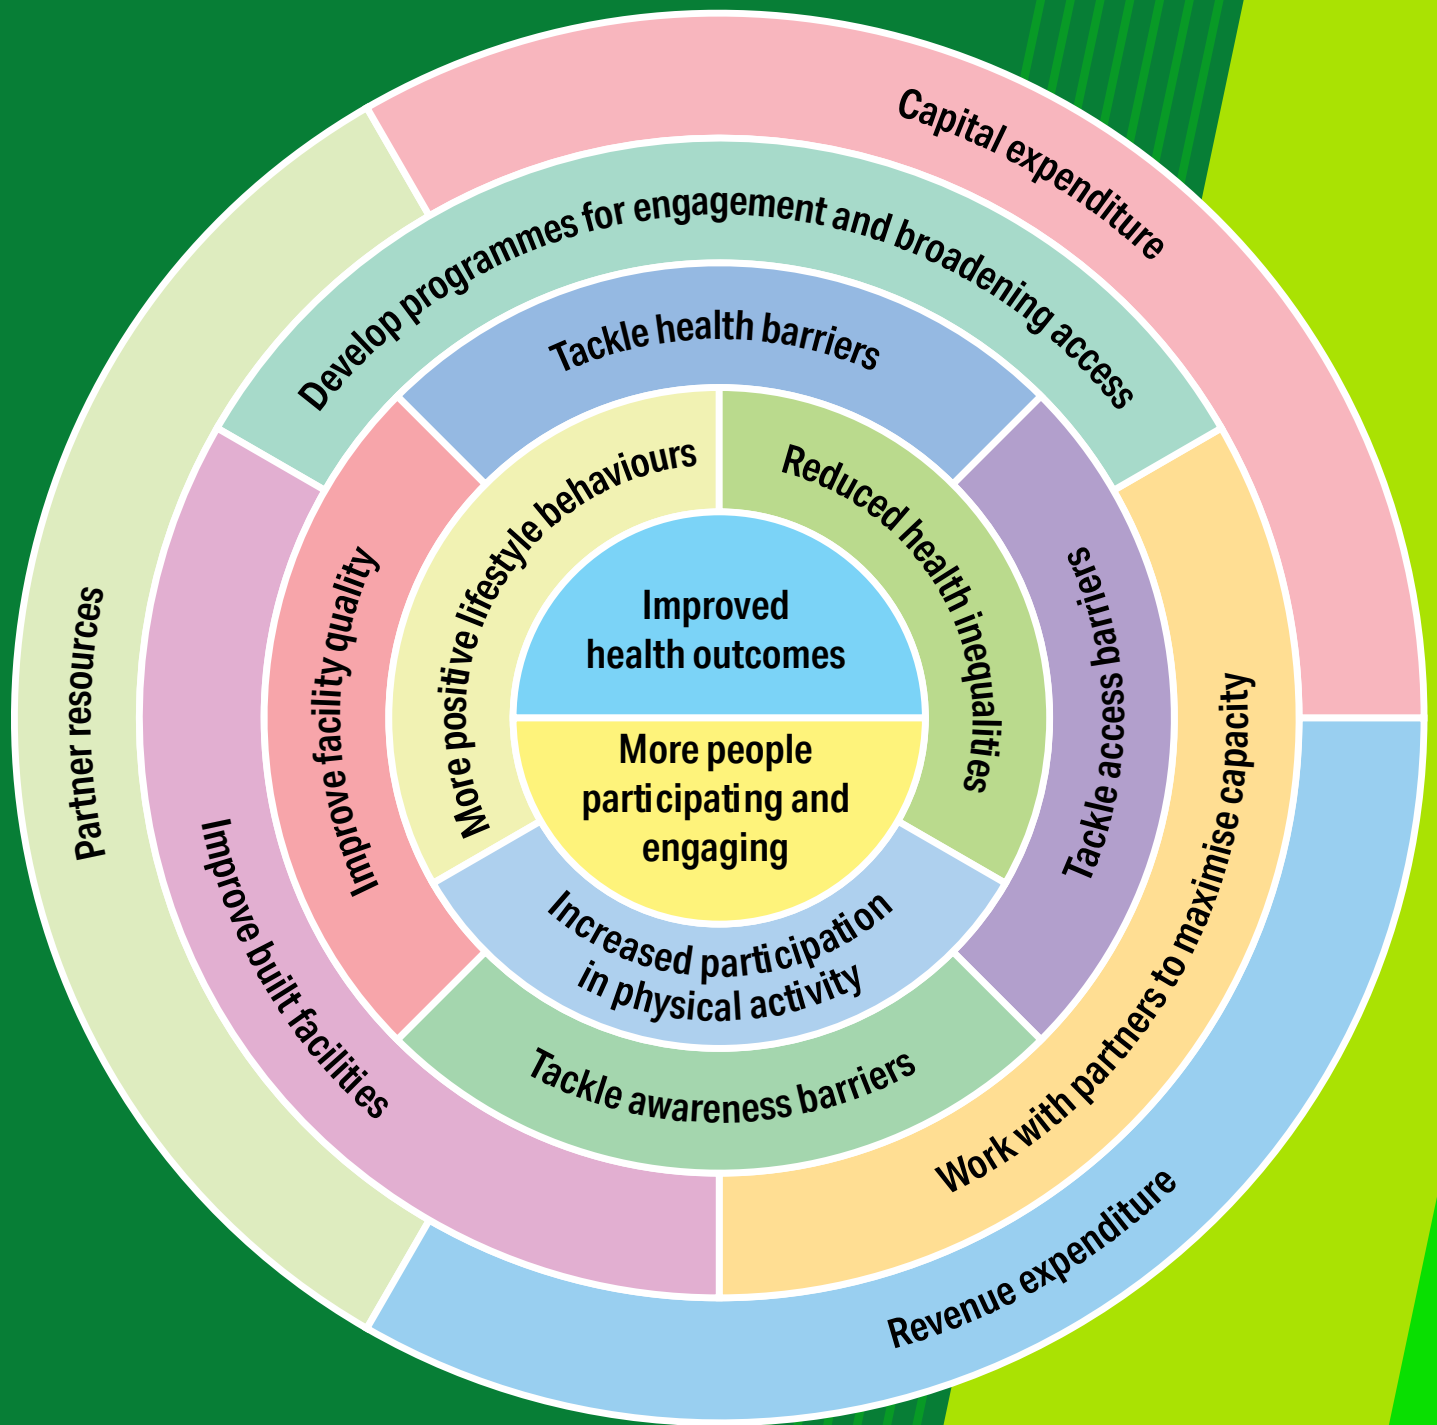 Capital expenditure
Develop programmes for engagement and broadening access
Tackle health barriers
More positive lifestyle behaviours
Reduced health inequalities
Improved
health outcomes
More people
participating and
engaging
Increased participation
in physical activity
Improve facility quality
Tackle access barriers
Tackle awareness barriers
Improve built facilities
Work with partners to maximise capacity
Partner resources
Revenue expenditure